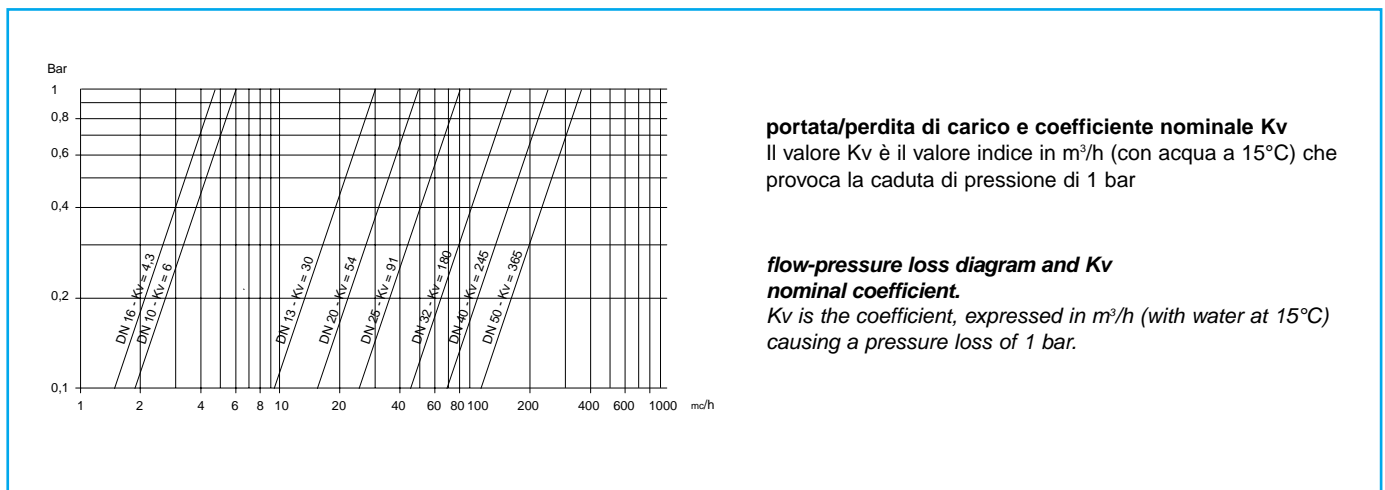 Bar
1
0,8
0,6
0,4
0,2
0,1
DN 16 - Kv = 4,3
DN 10 - Kv = 6
DN 13 - Kv = 30
DN 20 - Kv = 54
DN 25 - Kv = 91
DN 32 - Kv = 180
DN 40 - Kv = 245
DN 50 - Kv = 365
1 2 4 6 8 10 20 40 60 80 100 200 400 600 1000 mc/h
portata/perdita di carico e coefficiente nominale Kv
Il valore Kv è il valore indice in m³/h (con acqua a 15°C) che
provoca la caduta di pressione di 1 bar
flow-pressure loss diagram and Kv
nominal coefficient.
Kv is the coefficient, expressed in m³/h (with water at 15°C)
causing a pressure loss of 1 bar.